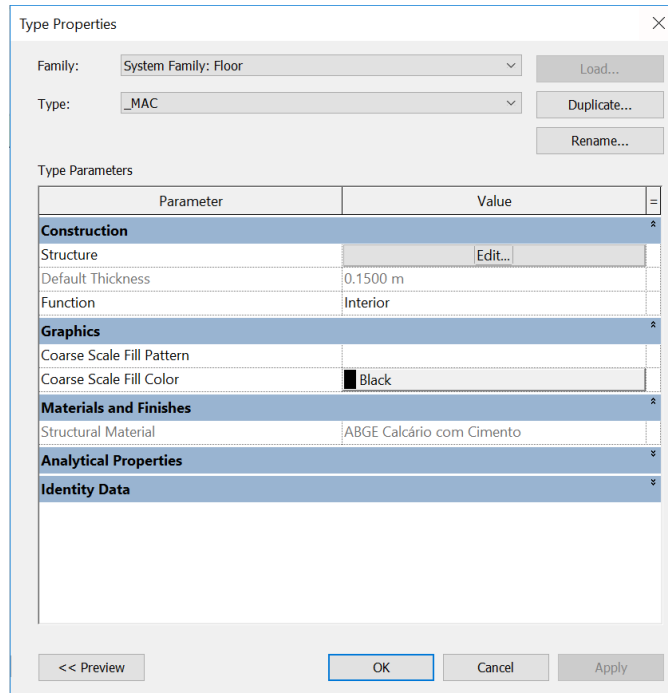 Type Properties
Family: System Family: Floor Load...
Type: _MAC Duplicate...
Rename...
Type Parameters
Parameter Value =
Construction
Structure Edit...
Default Thickness 0.1500 m
Function Interior
Graphics
Coarse Scale Fill Pattern
Coarse Scale Fill Color Black
Materials and Finishes
Structural Material ABGE Calcário com Cimento
Analytical Properties
Identity Data
<< Preview OK Cancel Apply